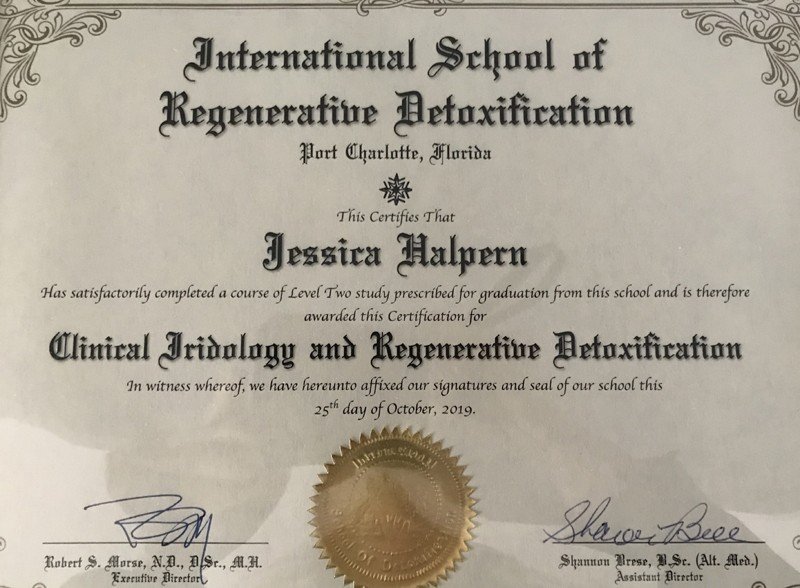 International School of
Regenerative Detoxification
Port Charlotte, Florida
This Certifies That
Jessica Halpern
Has satisfactorily completed a course of Level Two study prescribed for graduation from this school and is therefore
awarded this Certification for
Clinical Iridology and Regenerative Detoxification
In witness whereof, we have hereunto affixed our signatures and seal of our school this
25th day of October, 2019.
Shannon Brese
Robert S. Morse, N.D., D.Sc., M.H.
Executive Director
Shannon Brese, B.Sc. (Alt. Med.)
Assistant Director